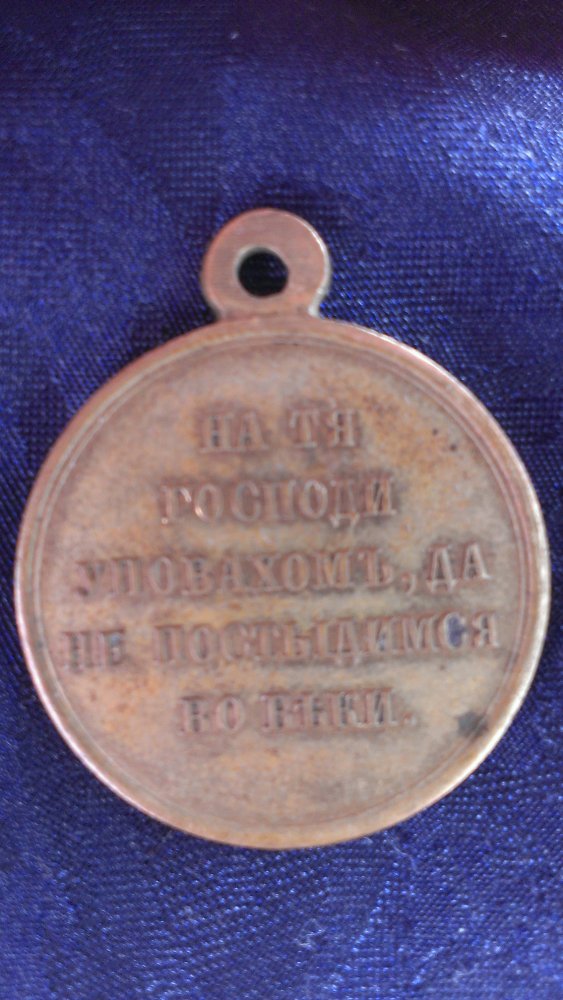 НА ТЯ
ГОСПОДИ
УПОВАХОМЪ, ДА
НЕ ПОСТЫДИМСЯ
ВО ВѢКИ.